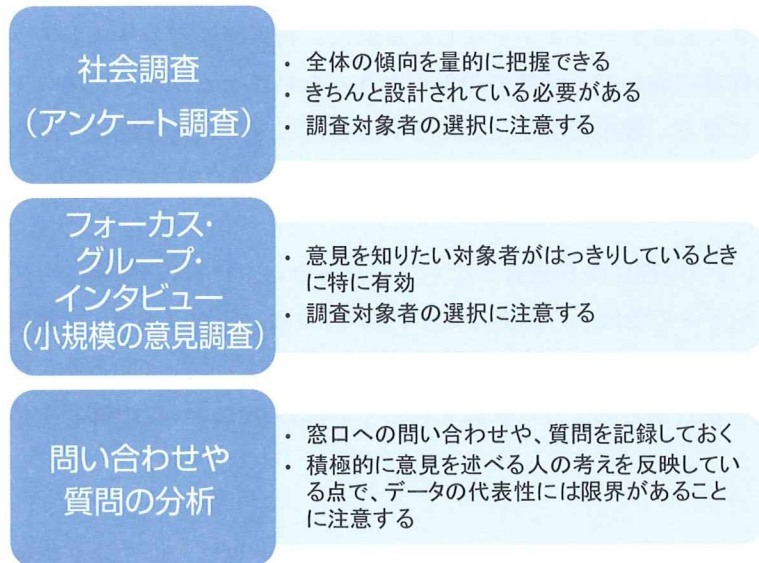 社会調査
（アンケート調査）
・ 全体の傾向を量的に把握できる
・ きちんと設計されている必要がある
・ 調査対象者の選択に注意する
フォーカス・
グループ・
インタビュー
（小規模の意見調査）
・ 意見を知りたい対象者がはっきりしているとき
に特に有効
・ 調査対象者の選択に注意する
問い合わせや
質問の分析
・ 窓口への問い合わせや、質問を記録しておく
・ 積極的に意見を述べる人の考えを反映してい
る点で、データの代表性には限界があること
に注意する